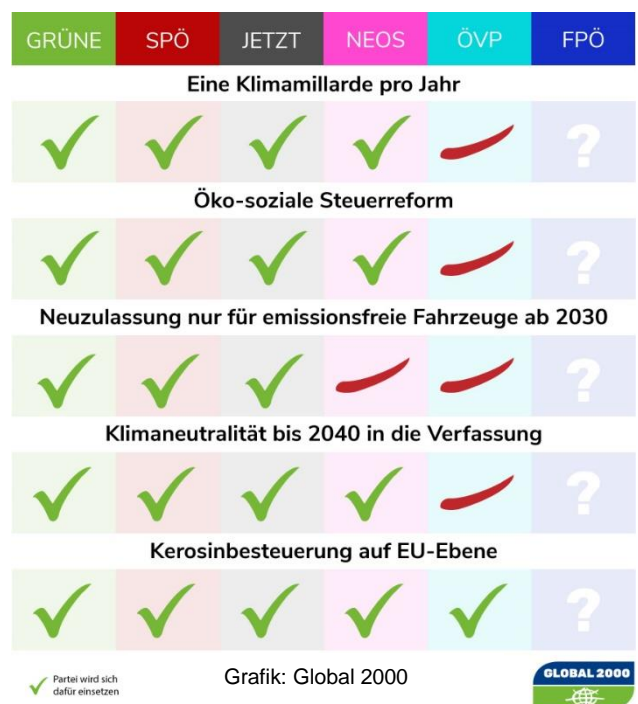 GRÜNE SPÖ JETZT NEOS ÖVP FPÖ
Eine Klimamillarde pro Jahr
?
Öko-soziale Steuerreform
?
Neuzulassung nur für emissionsfreie Fahrzeuge ab 2030
?
Klimaneutralität bis 2040 in die Verfassung
?
Kerosinbesteuerung auf EU-Ebene
?
Partei wird sich
dafür einsetzen
Grafik: Global 2000
GLOBAL 2000